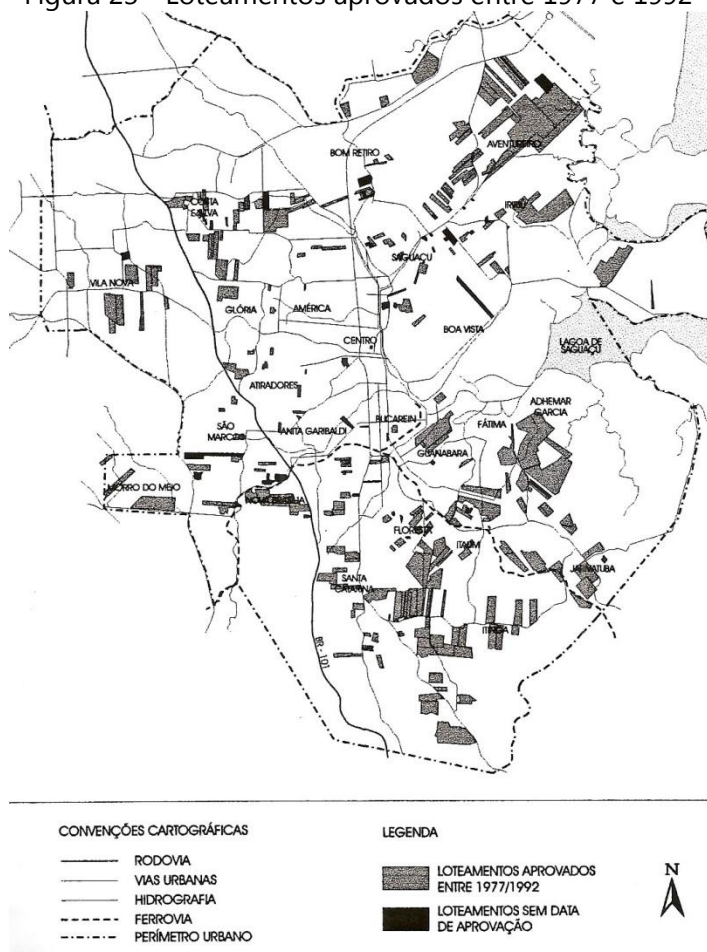 Figura 25 – Loteamentos aprovados entre 1977 e 1992
BOM RETIRO
AVENTUREIRO
COSTA
E SILVA
IRIRIÚ
SAGUAÇU
VILA NOVA
GLÓRIA
AMÉRICA
BOA VISTA
CENTRO
LAGOA DE
SAGUAÇU
ATIRADORES
ADHEMAR
GARCIA
SÃO
MARCOS
ANITA GARIBALDI
BUCAREIN
FÁTIMA
GUANABARA
MORRO DO MEIO
NOVA BRASÍLIA
FLORESTA
ITAUM
JARIVATUBA
SANTA
CATARINA
ITINGA
BR - 101
CONVENÇÕES CARTOGRÁFICAS
RODOVIA
VIAS URBANAS
HIDROGRAFIA
FERROVIA
PERÍMETRO URBANO
LEGENDA
LOTEAMENTOS APROVADOS
ENTRE 1977/1992
LOTEAMENTOS SEM DATA
DE APROVAÇÃO
N